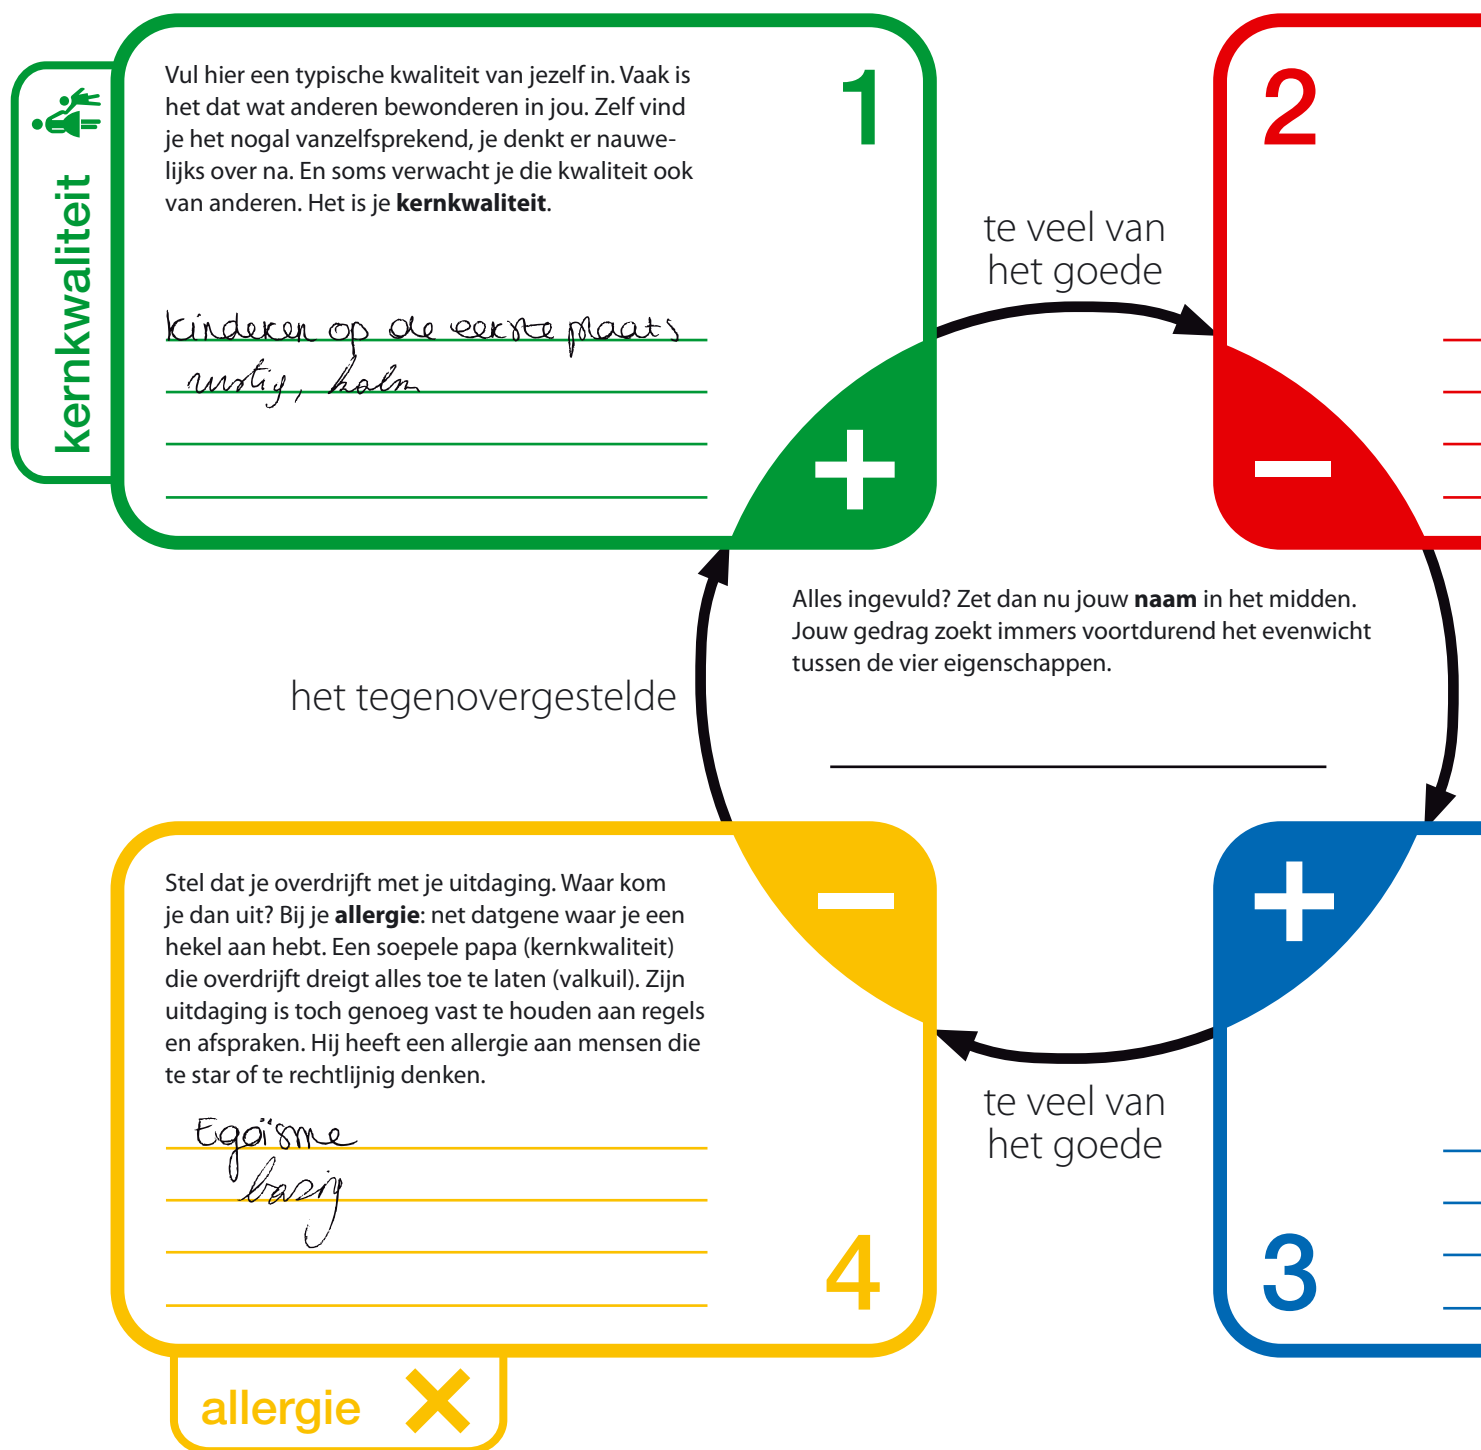 kernkwaliteit
Vul hier een typische kwaliteit van jezelf in. Vaak is
het dat wat anderen bewonderen in jou. Zelf vind
je het nogal vanzelfsprekend, je denkt er nauwe-
lijks over na. En soms verwacht je die kwaliteit ook
van anderen. Het is je kernkwaliteit.
1
kinderen op de eerste plaats
rustig, kalm
+
te veel van
het goede
2
−
Alles ingevuld? Zet dan nu jouw naam in het midden.
Jouw gedrag zoekt immers voortdurend het evenwicht
tussen de vier eigenschappen.
het tegenovergestelde
Stel dat je overdrijft met je uitdaging. Waar kom
je dan uit? Bij je allergie: net datgene waar je een
hekel aan hebt. Een soepele papa (kernkwaliteit)
die overdrijft dreigt alles toe te laten (valkuil). Zijn
uitdaging is toch genoeg vast te houden aan regels
en afspraken. Hij heeft een allergie aan mensen die
te star of te rechtlijnig denken.
−
Egoïsme
bazig
4
+
te veel van
het goede
3
allergie